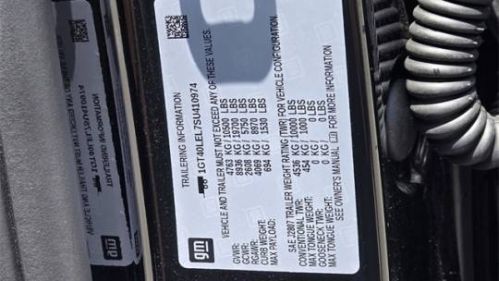 TRAILERING INFORMATION
1GT40LEL7SU410974
VEHICLE AND TRAILER MUST NOT EXCEED ANY OF THESE VALUES.
GVWR: 4763 KG / 10500 LBS
GCWR: 8936 KG / 19700 LBS
RGAWR: 2608 KG / 5750 LBS
CURB WEIGHT: 4069 KG / 8970 LBS
MAX PAYLOAD: 694 KG / 1530 LBS
SAE J2807 TRAILER WEIGHT RATING (TWR) FOR VEHICLE CONFIGURATION.
CONVENTIONAL TWR: 4536 KG / 10000 LBS
MAX TONGUE WEIGHT: 454 KG / 1000 LBS
GOOSENECK TWR: 0 KG / 0 LBS
MAX TONGUE WEIGHT: 0 KG / 0 LBS
SEE OWNER'S MANUAL FOR MORE INFORMATION
gm
gm